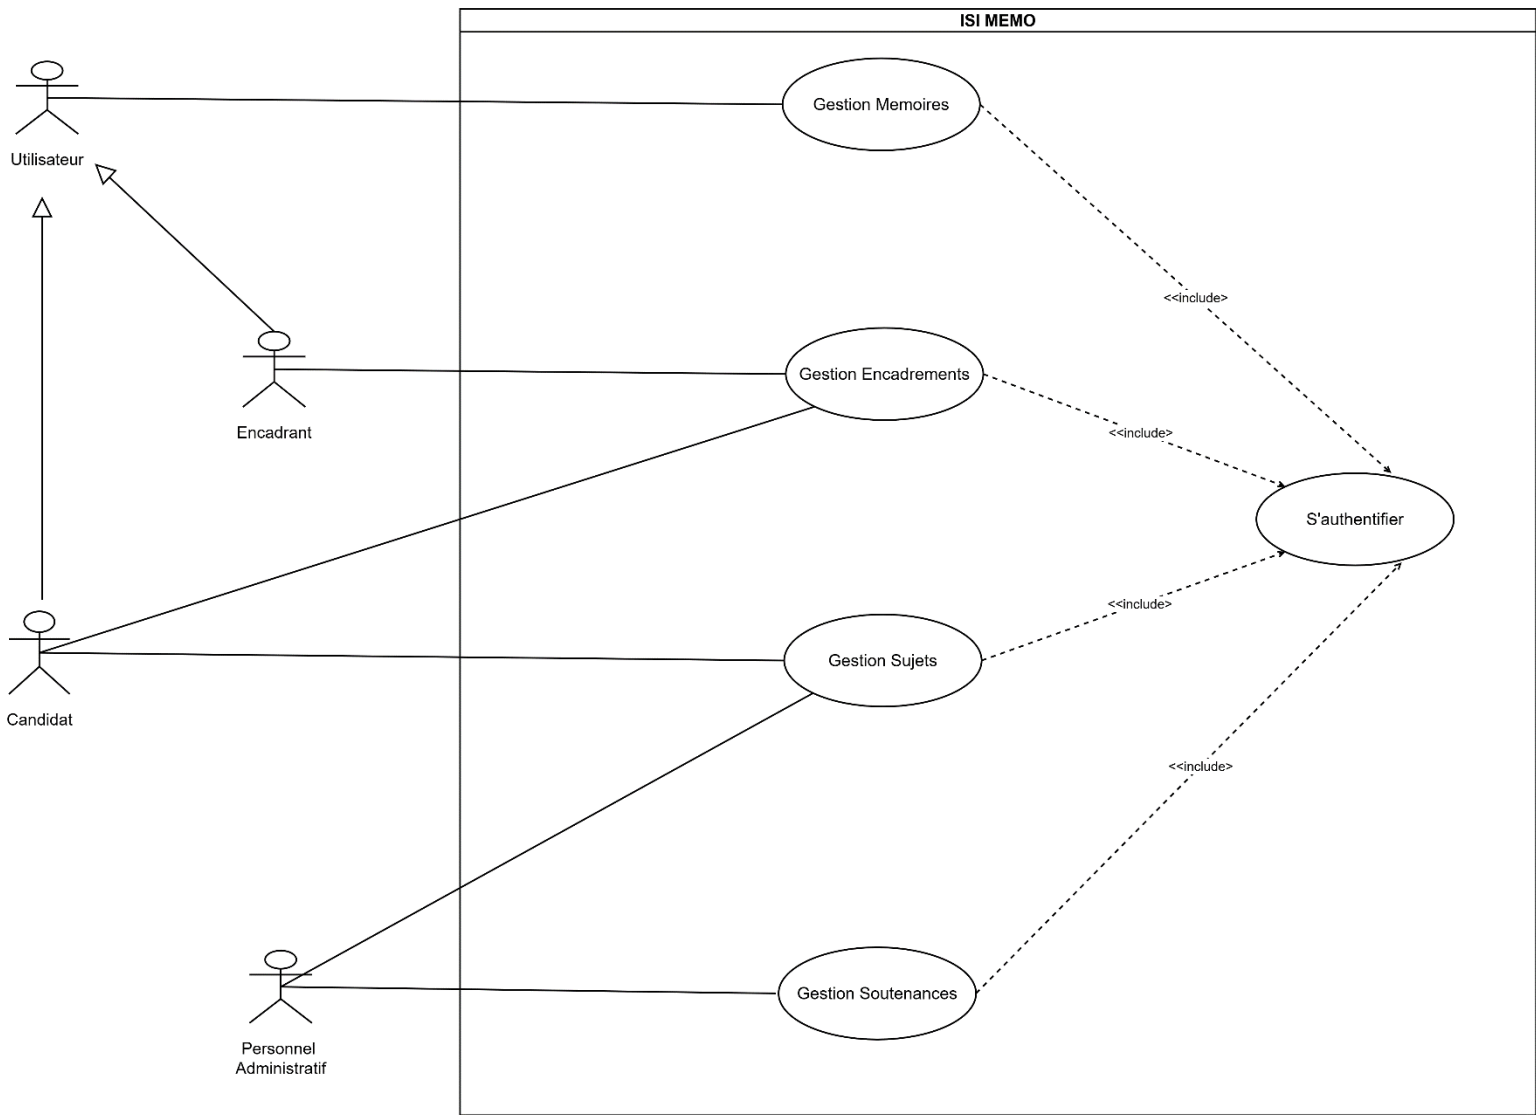 ISI MEMO
Utilisateur
Gestion Memoires
<<include>
Encadrant
Gestion Encadrements
<<include>
S'authentifier
<<include>
Candidat
Gestion Sujets
<<include>
Personnel
Administratif
Gestion Soutenances